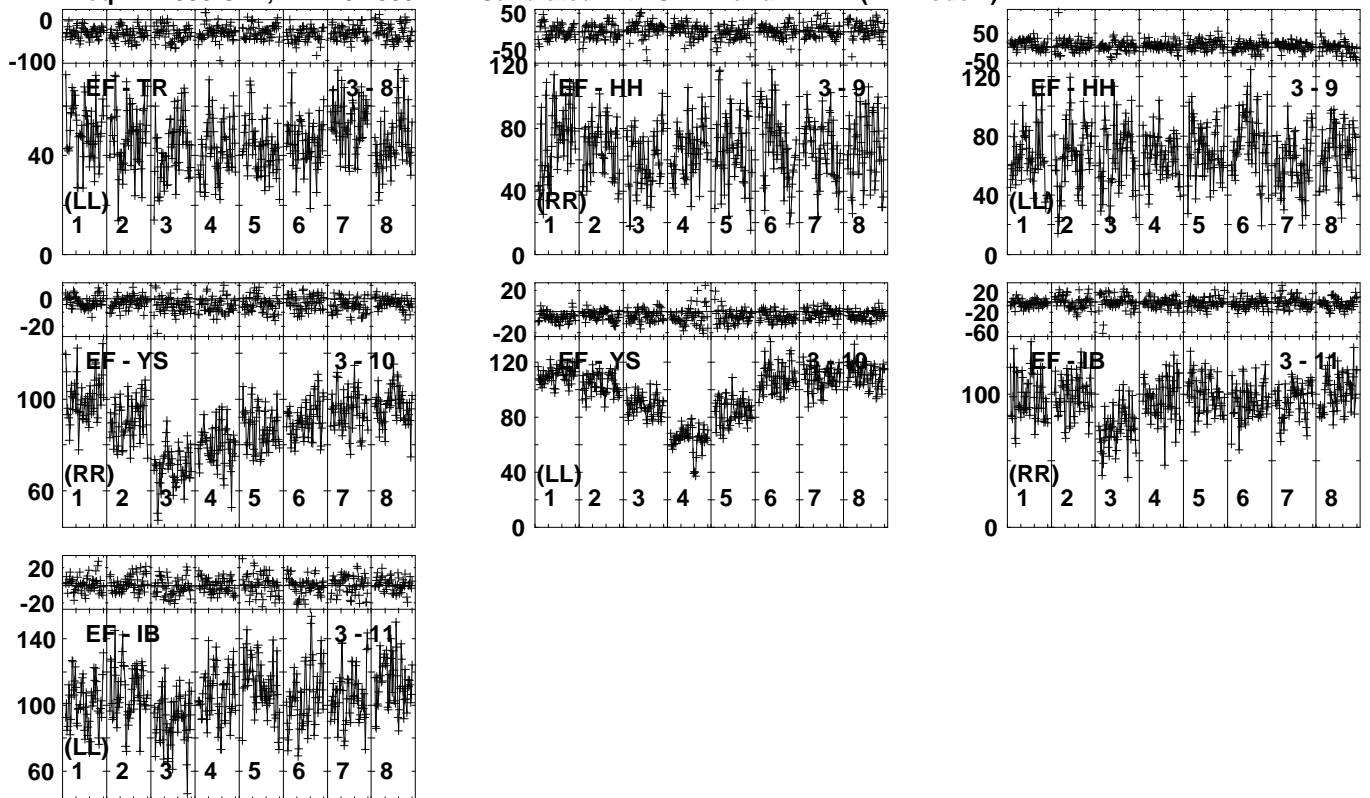 0
-100
EF - TR 3 - 8
40
(LL)
1 2 3 4 5 6 7 8
0
50
-50
120
EF - HH 3 - 9
80
40
(RR)
1 2 3 4 5 6 7 8
0
50
-50
120
EF - HH 3 - 9
80
40
(LL)
1 2 3 4 5 6 7 8
0
0
-20
EF - YS 3 - 10
100
(RR)
60
1 2 3 4 5 6 7 8
20
-20
120
EF - YS 3 - 10
80
40
(LL)
1 2 3 4 5 6 7 8
0
20
-20
-60
EF - IB 3 - 11
100
(RR)
1 2 3 4 5 6 7 8
0
20
-20
140
EF - IB 3 - 11
100
(LL)
60
1 2 3 4 5 6 7 8